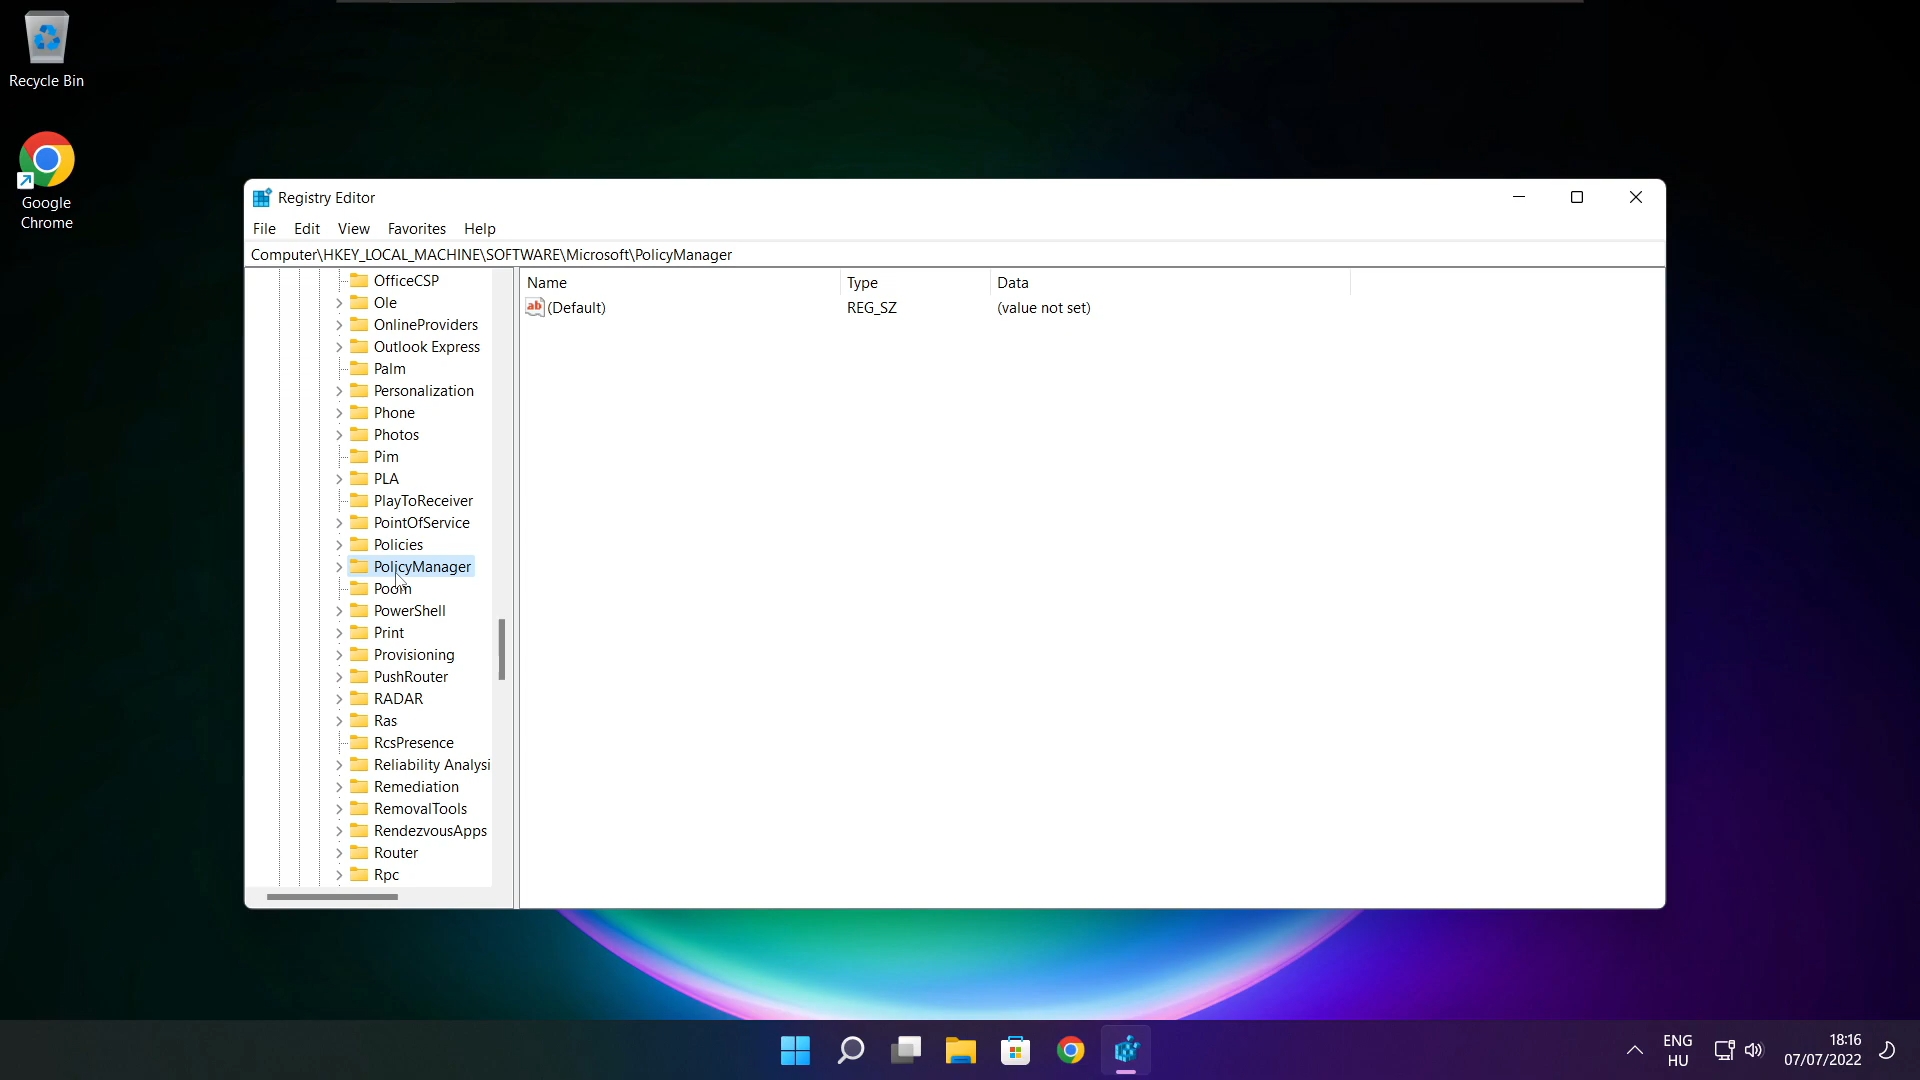 Recycle Bin
Google
Chrome
Registry Editor
File Edit View Favorites Help
Computer\HKEY_LOCAL_MACHINE\SOFTWARE\Microsoft\PolicyManager
OfficeCSP
Ole
OnlineProviders
Outlook Express
Palm
Personalization
Phone
Photos
Pim
PLA
PlayToReceiver
PointOfService
Policies
PolicyManager
Poom
PowerShell
Print
Provisioning
PushRouter
RADAR
Ras
RcsPresence
Reliability Analysi
Remediation
RemovalTools
RendezvousApps
Router
Rpc
Name Type Data
ab (Default) REG_SZ (value not set)
ENG
HU
18:16
07/07/2022